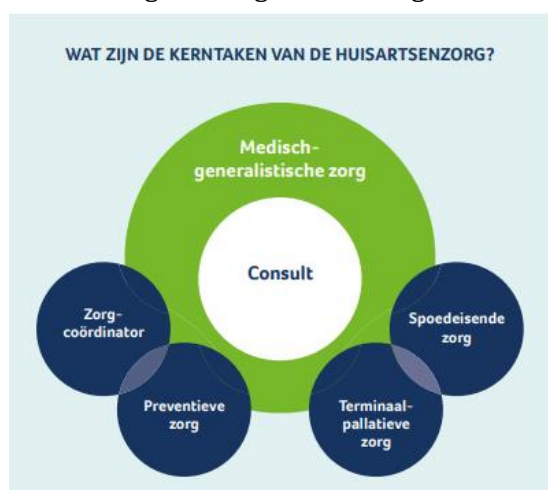 WAT ZIJN DE KERNTAKEN VAN DE HUISARTSENZORG?
Medisch-
generalistische zorg
Consult
Zorg-
coördinator
Preventieve
zorg
Terminaal-
pallatieve
zorg
Spoedeisende
zorg